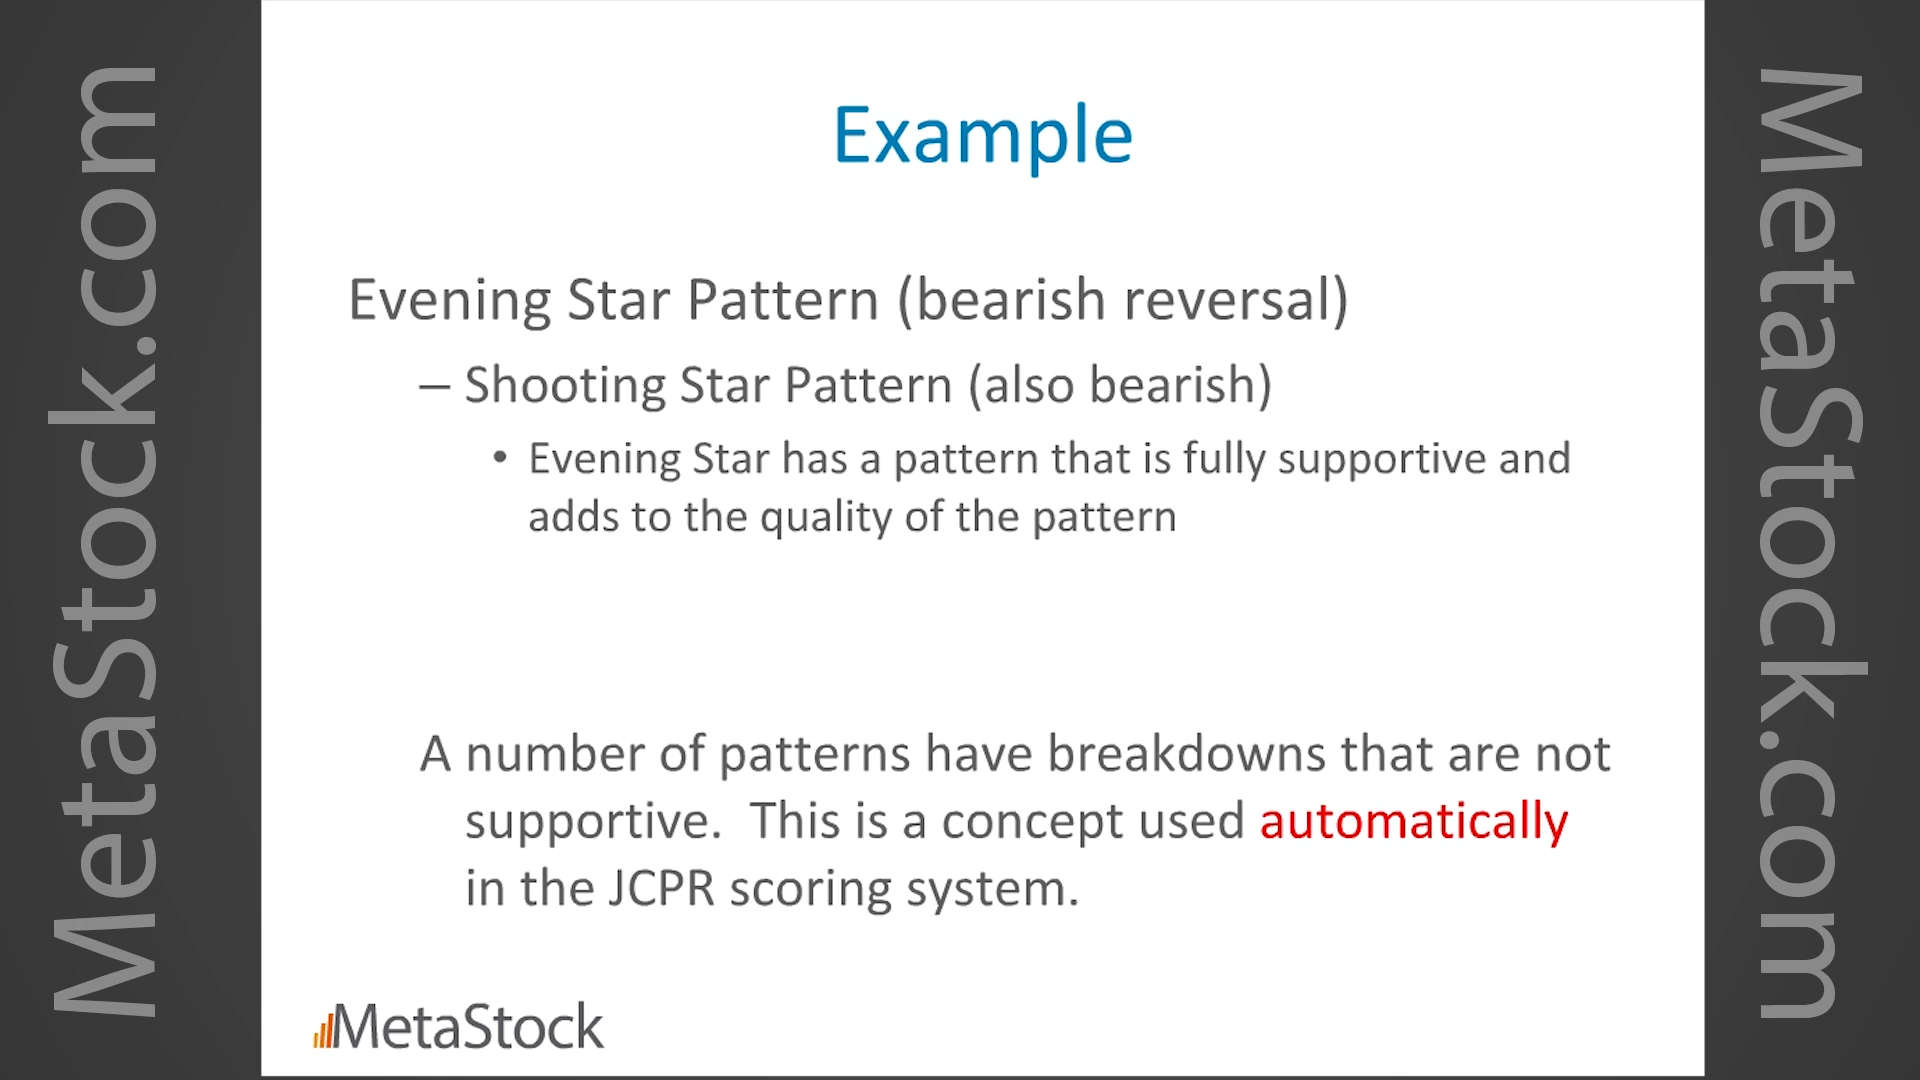 MetaStock.com
Example
Evening Star Pattern (bearish reversal)
– Shooting Star Pattern (also bearish)
• Evening Star has a pattern that is fully supportive and
adds to the quality of the pattern
A number of patterns have breakdowns that are not
supportive.  This is a concept used automatically
in the JCPR scoring system.
MetaStock
MetaStock.com